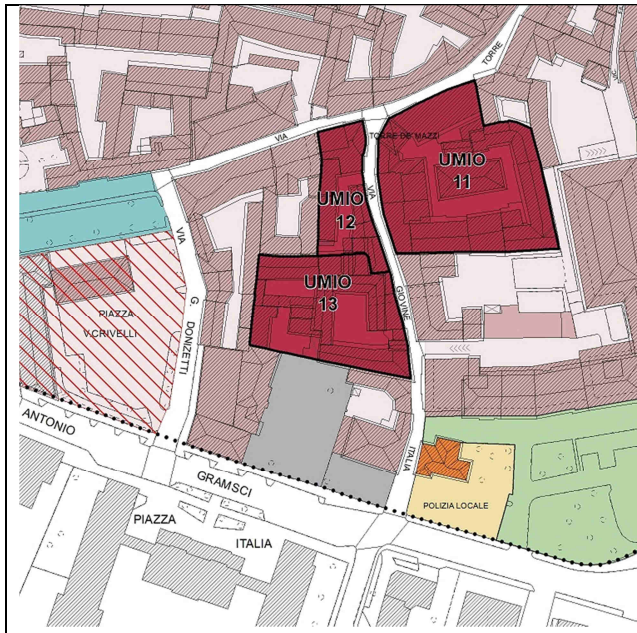 TORRE
VIA
TORRE DE' MAZZI
UMIO
11
UMIO
12
VIA
GIOVINE
ITALIA
UMIO
13
VIA
G.
DONIZETTI
PIAZZA
V.CRIVELLI
ANTONIO
GRAMSCI
PIAZZA
ITALIA
POLIZIA LOCALE